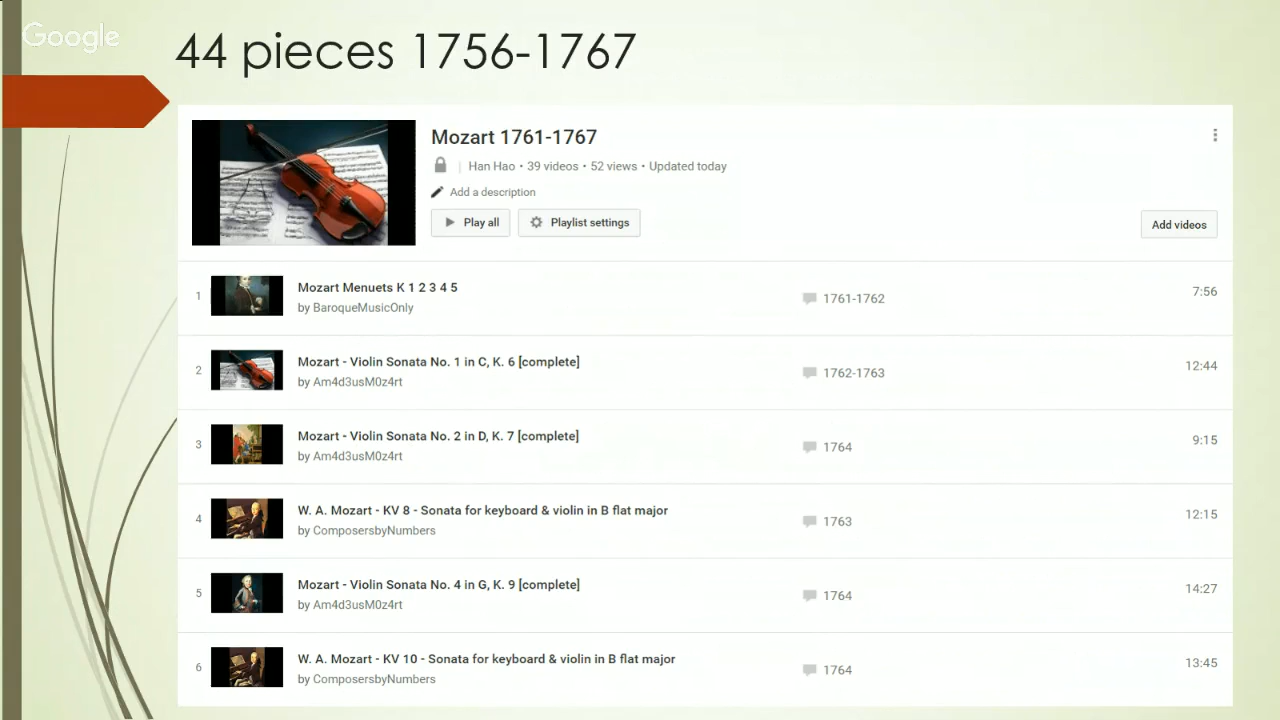 Google
44 pieces 1756-1767
Mozart 1761-1767
Han Hao • 39 videos • 52 views • Updated today
Add a description
Play all
Playlist settings
Add videos
1
Mozart Menuets K 1 2 3 4 5
by BaroqueMusicOnly
1761-1762
7:56
2
Mozart - Violin Sonata No. 1 in C, K. 6 [complete]
by Am4d3usM0z4rt
1762-1763
12:44
3
Mozart - Violin Sonata No. 2 in D, K. 7 [complete]
by Am4d3usM0z4rt
1764
9:15
4
W. A. Mozart - KV 8 - Sonata for keyboard & violin in B flat major
by ComposersbyNumbers
1763
12:15
5
Mozart - Violin Sonata No. 4 in G, K. 9 [complete]
by Am4d3usM0z4rt
1764
14:27
6
W. A. Mozart - KV 10 - Sonata for keyboard & violin in B flat major
by ComposersbyNumbers
1764
13:45